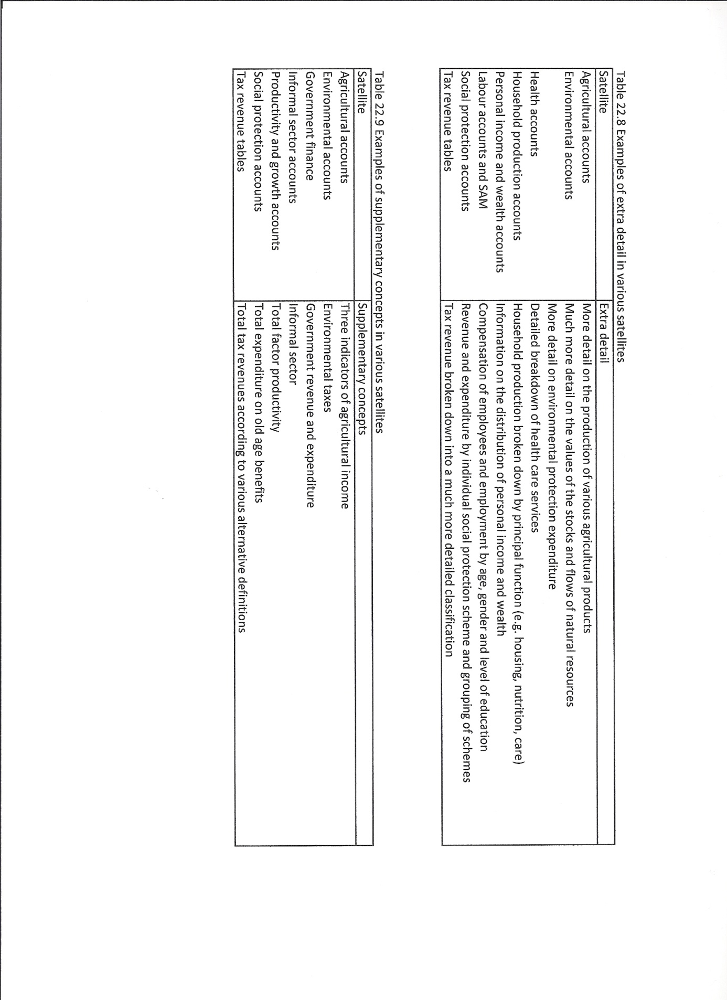 Table 22.8 Examples of extra detail in various satellites
Satellite Extra detail
Agricultural accounts More detail on the production of various agricultural products
Environmental accounts Much more detail on the values of the stocks and flows of natural resources
More detail on environmental protection expenditure
Health accounts Detailed breakdown of health care services
Household production accounts Household production broken down by principal function (e.g. housing, nutrition, care)
Personal income and wealth accounts Information on the distribution of personal income and wealth
Labour accounts and SAM Compensation of employees and employment by age, gender and level of education
Social protection accounts Revenue and expenditure by individual social protection scheme and grouping of schemes
Tax revenue tables Tax revenue broken down into a much more detailed classification
Table 22.9 Examples of supplementary concepts in various satellites
Satellite Supplementary concepts
Agricultural accounts Three indicators of agricultural income
Environmental accounts Environmental taxes
Government finance Government revenue and expenditure
Informal sector accounts Informal sector
Productivity and growth accounts Total factor productivity
Social protection accounts Total expenditure on old age benefits
Tax revenue tables Total tax revenues according to various alternative definitions